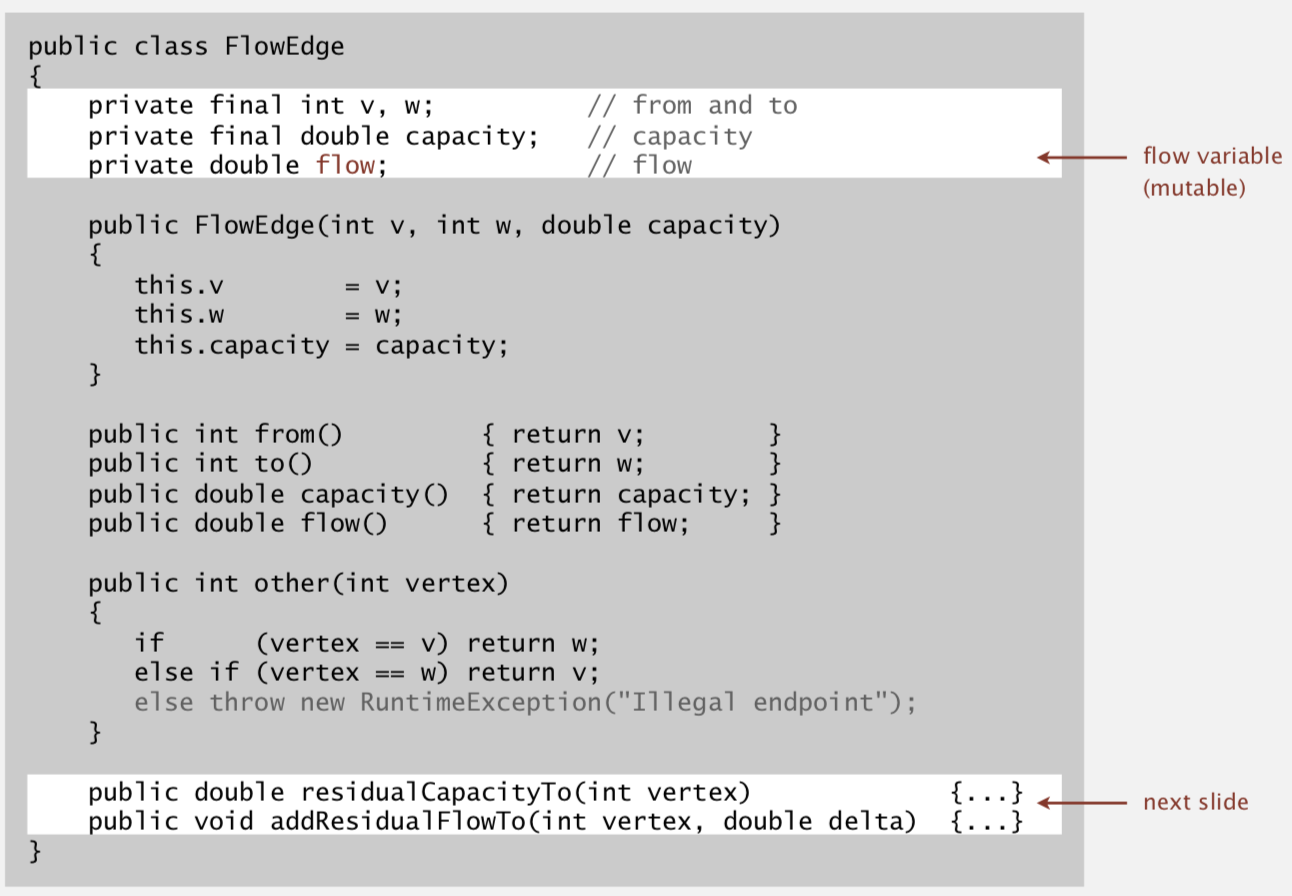 public class FlowEdge
{
private final int v, w;          // from and to
private final double capacity;   // capacity
private double flow;             // flow
flow variable
(mutable)
public FlowEdge(int v, int w, double capacity)
{
this.v        = v;
this.w        = w;
this.capacity = capacity;
}
public int from()         { return v;        }
public int to()           { return w;        }
public double capacity()  { return capacity; }
public double flow()      { return flow;     }
public int other(int vertex)
{
if      (vertex == v) return w;
else if (vertex == w) return v;
else throw new RuntimeException("Illegal endpoint");
}
public double residualCapacityTo(int vertex)             {...}
public void addResidualFlowTo(int vertex, double delta)  {...}
next slide
}